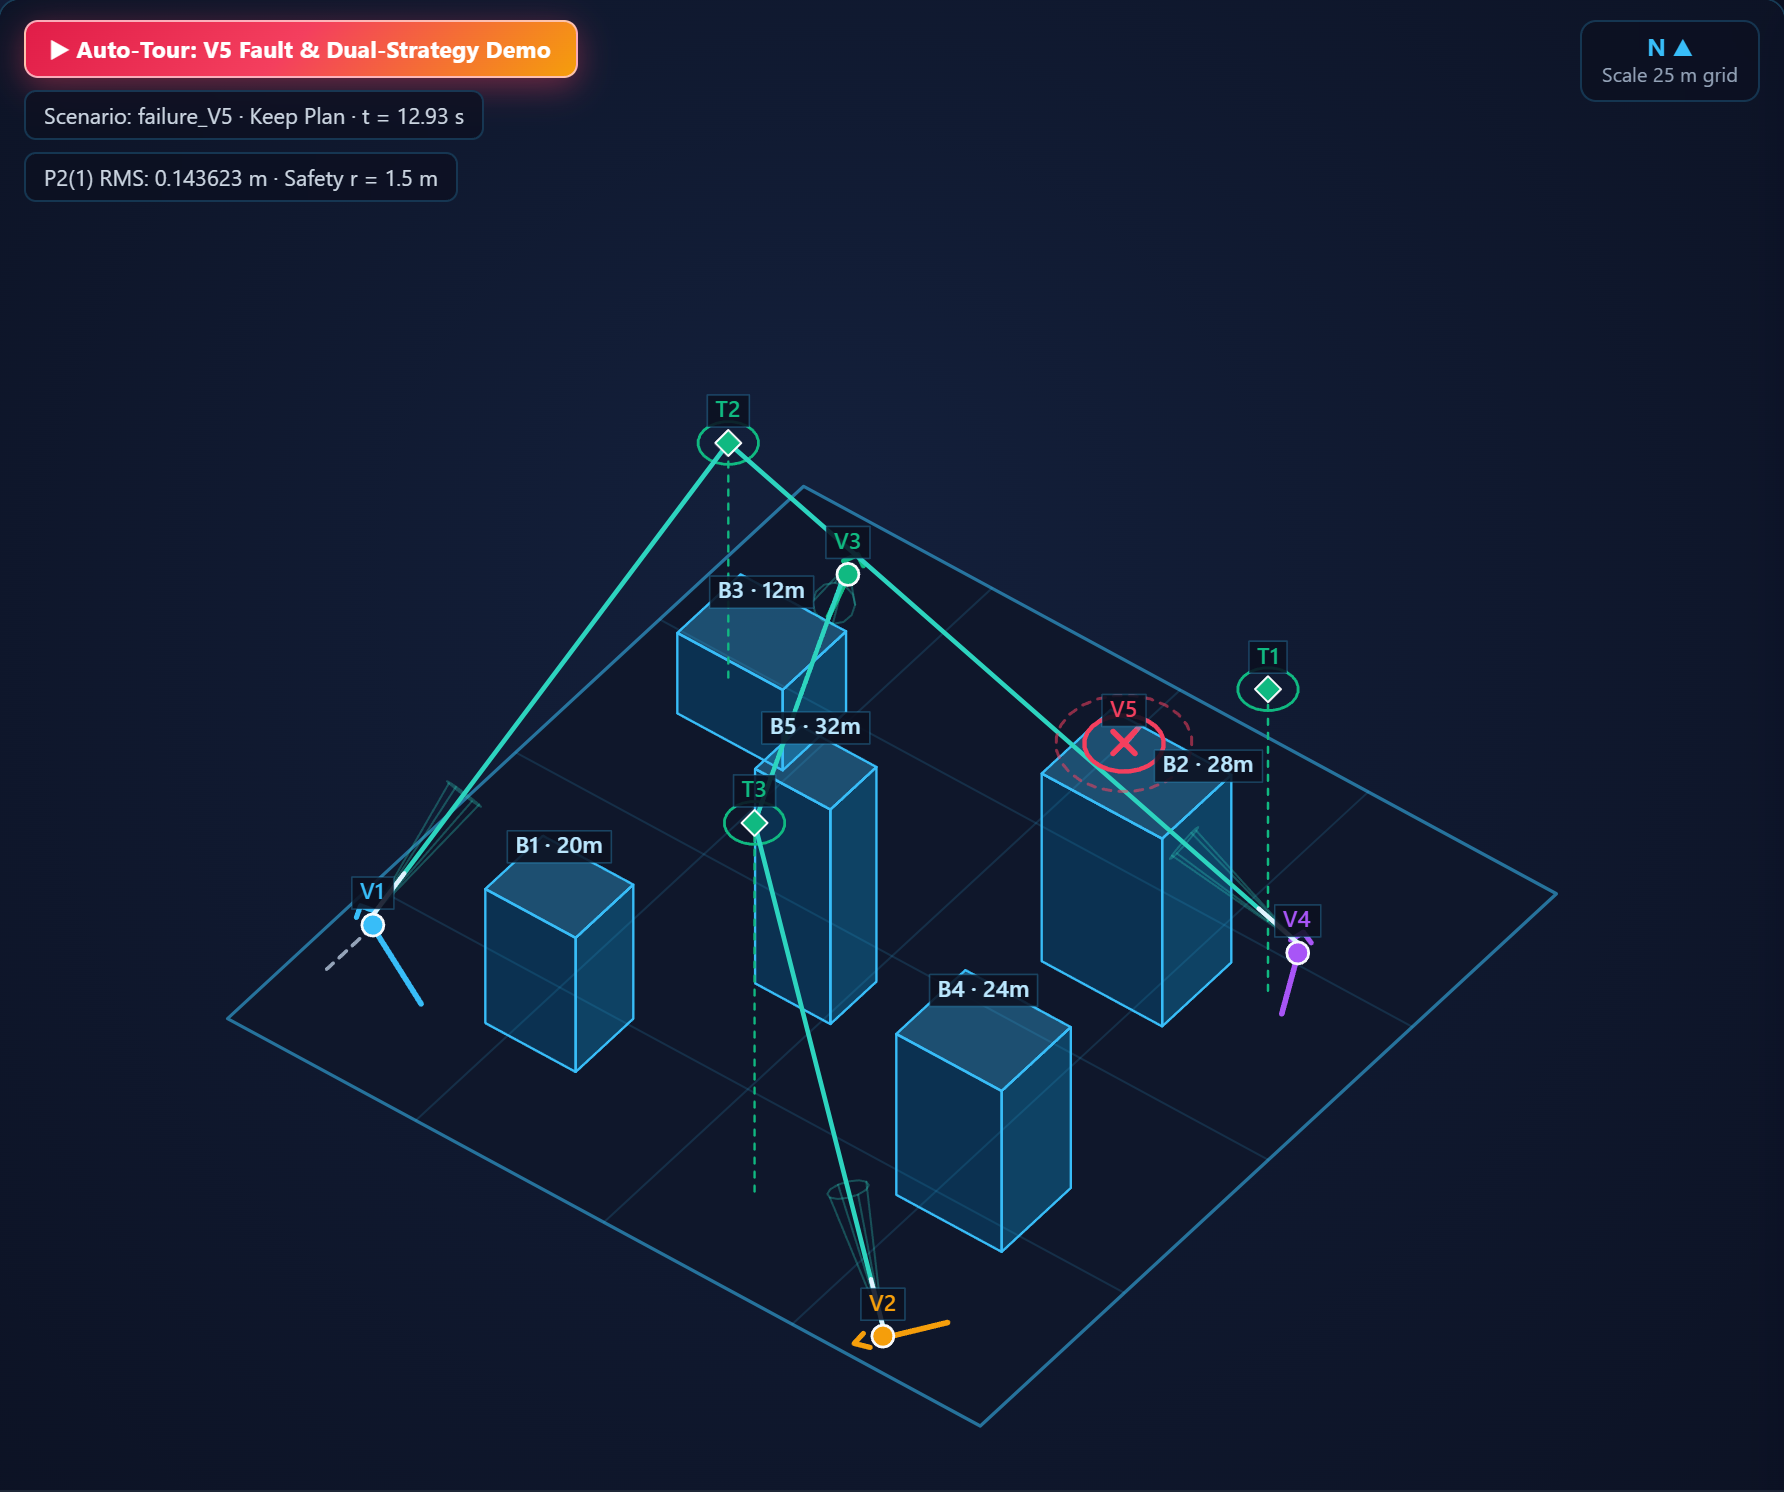 ▶ Auto-Tour: V5 Fault & Dual-Strategy Demo
Scenario: failure_V5 · Keep Plan · t = 12.93 s
P2(1) RMS: 0.143623 m · Safety r = 1.5 m
N ▲
Scale 25 m grid
T2
V3
B3 · 12m
T1
V5
B5 · 32m
B2 · 28m
T3
B1 · 20m
V1
V4
B4 · 24m
V2